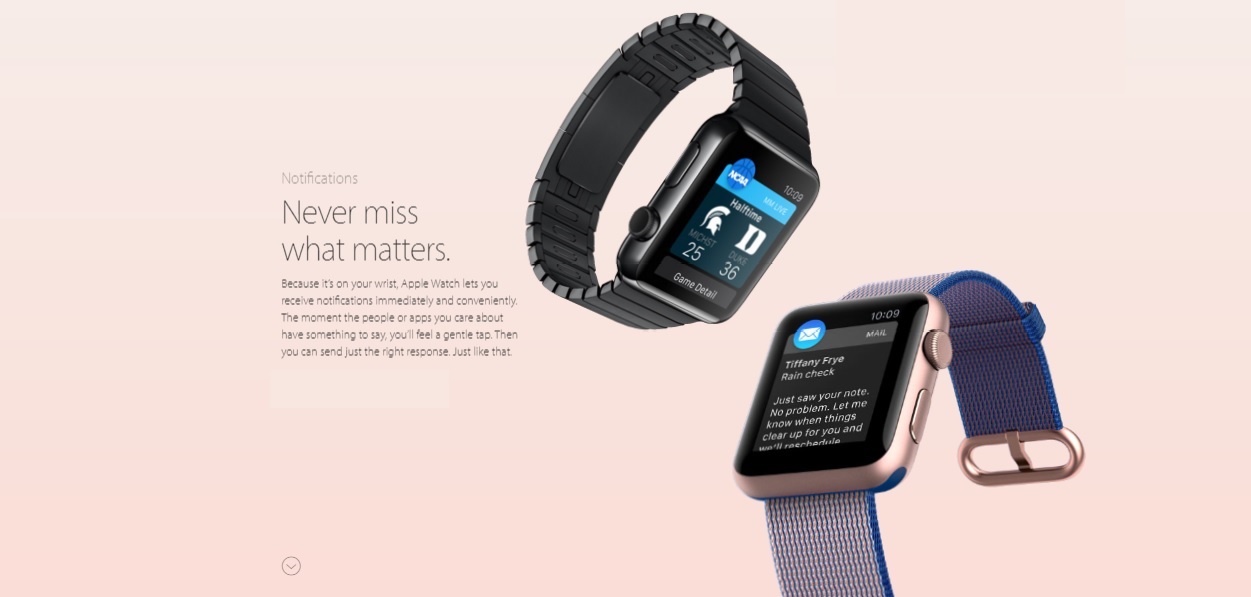 Notifications
Never miss
what matters.
Because it's on your wrist, Apple Watch lets you
receive notifications immediately and conveniently.
The moment the people or apps you care about
have something to say, you'll feel a gentle tap. Then
you can send just the right response. Just like that.
NCAA
10:09
MM LIVE
Halftime
MICHST
DUKE
25
36
Game Detail
10:09
MAIL
Tiffany Frye
Rain check
Just saw your note.
No problem. Let me
know when things
clear up for you and
we'll reschedule